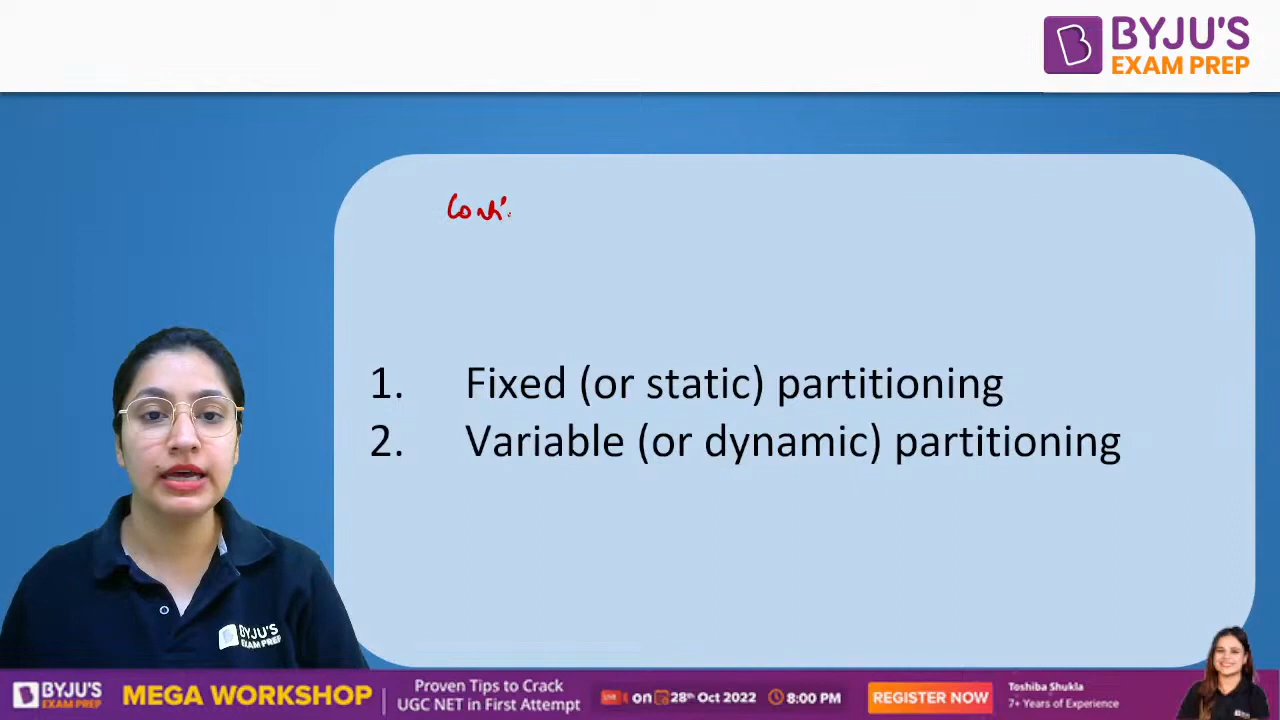 BYJU'S
EXAM PREP
Conti
1. Fixed (or static) partitioning
2. Variable (or dynamic) partitioning
BYJU'S
EXAM PREP
BYJU'S
EXAM PREP
MEGA WORKSHOP
Proven Tips to Crack
UGC NET in First Attempt
LIVE on 28th Oct 2022 8:00 PM
REGISTER NOW
Toshiba Shukla
7+ Years of Experience